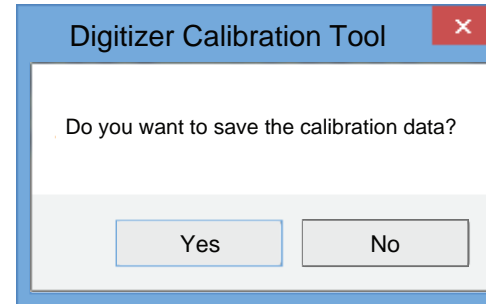 Digitizer Calibration Tool
Do you want to save the calibration data?
Yes
No